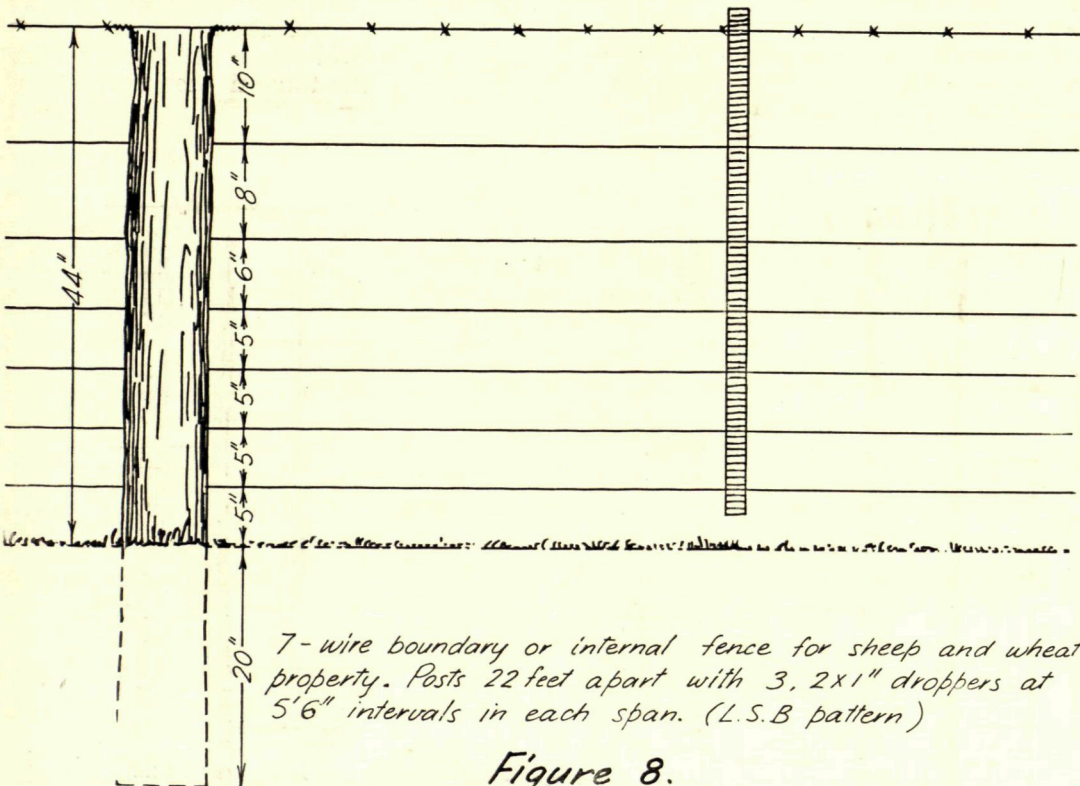 10"
8"
44"
6"
5"
5"
5"
5"
20"
7-wire boundary or internal fence for sheep and wheat
property. Posts 22 feet apart with 3, 2x1" droppers at
5'6" intervals in each span. (L.S.B pattern)
Figure 8.